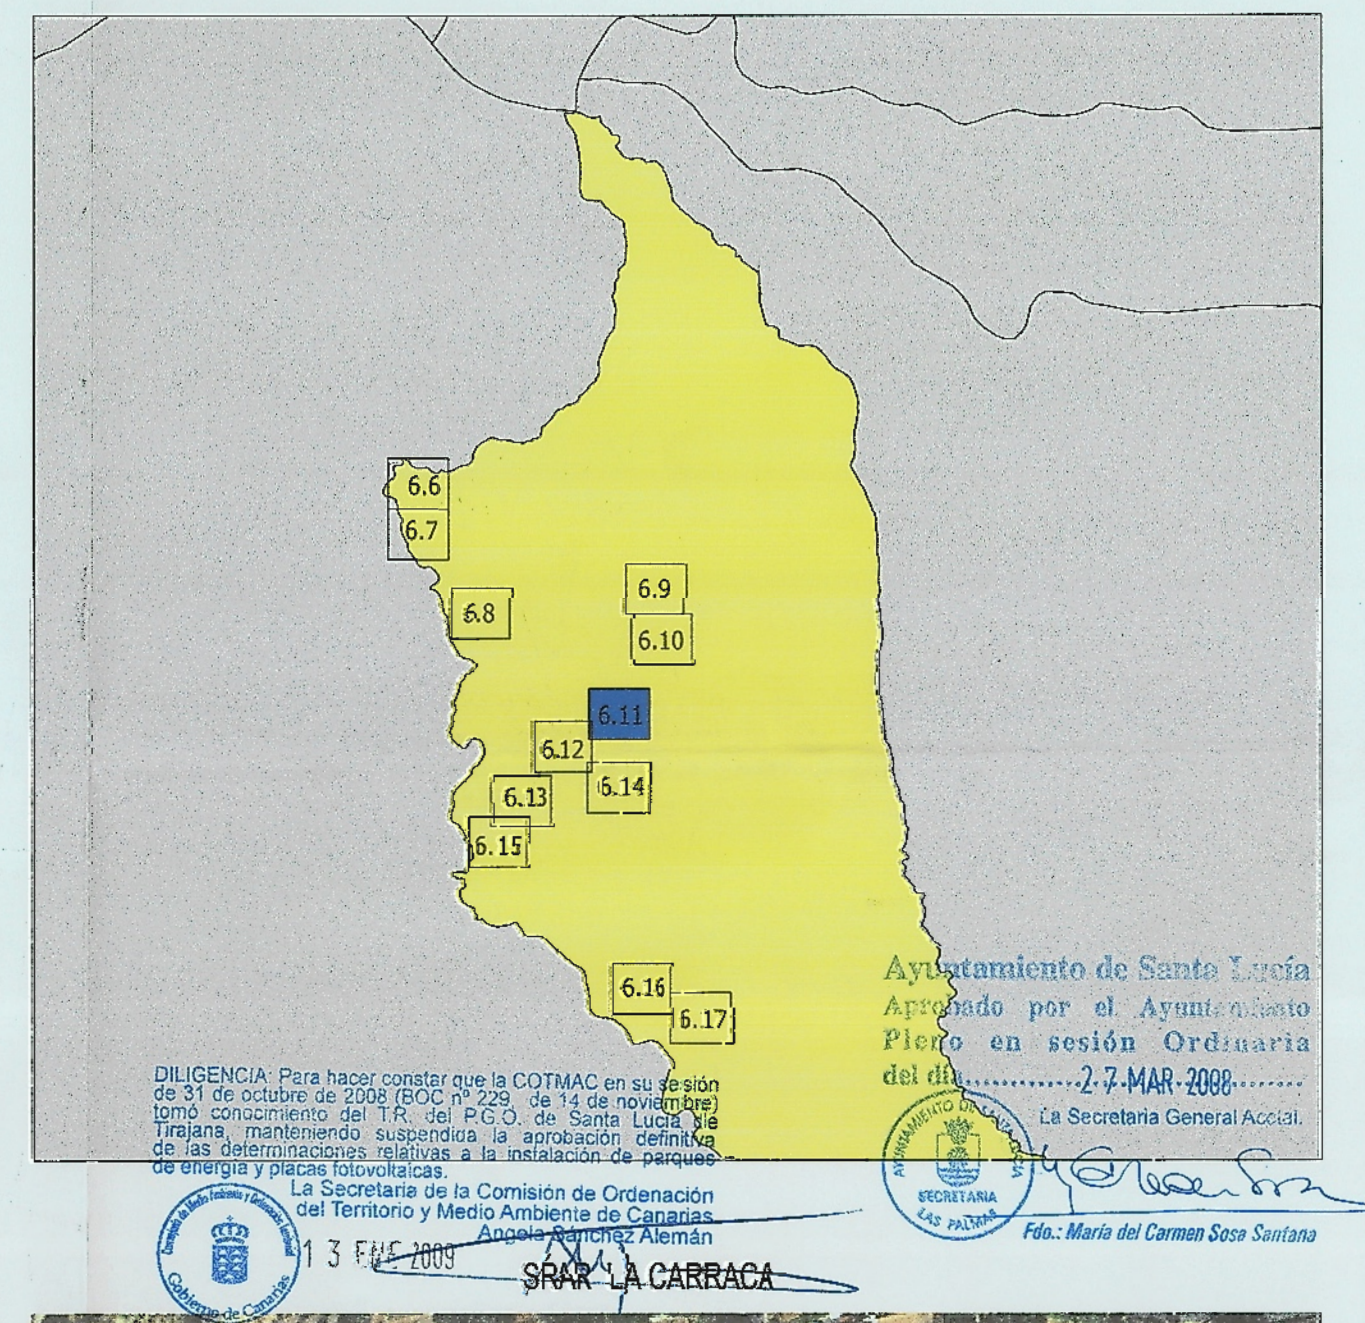 6.6
6.7
6.8
6.9
6.10
6.11
6.12
6.13
6.14
6.15
6.16
6.17
Ayuntamiento de Santa Lucía
Aprobado por el Ayuntamiento
Pleno en sesión Ordinaria
del día 27 MAR 2008
La Secretaria General Acctal.
AYUNTAMIENTO DE SANTA LUCIA
SECRETARIA
LAS PALMAS
Fdo.: María del Carmen Sosa Santana
DILIGENCIA: Para hacer constar que la COTMAC en su sesión
de 31 de octubre de 2008 (BOC nº 229, de 14 de noviembre)
tomó conocimiento del T.R. del P.G.O. de Santa Lucía de
Tirajana, manteniendo suspendida la aprobación definitiva
de las determinaciones relativas a la instalación de parques
de energía y placas fotovoltaicas.
La Secretaria de la Comisión de Ordenación
del Territorio y Medio Ambiente de Canarias
Angela Sánchez Alemán
Gobierno de Canarias
13 ENE 2009
SRAR LA CARRACA